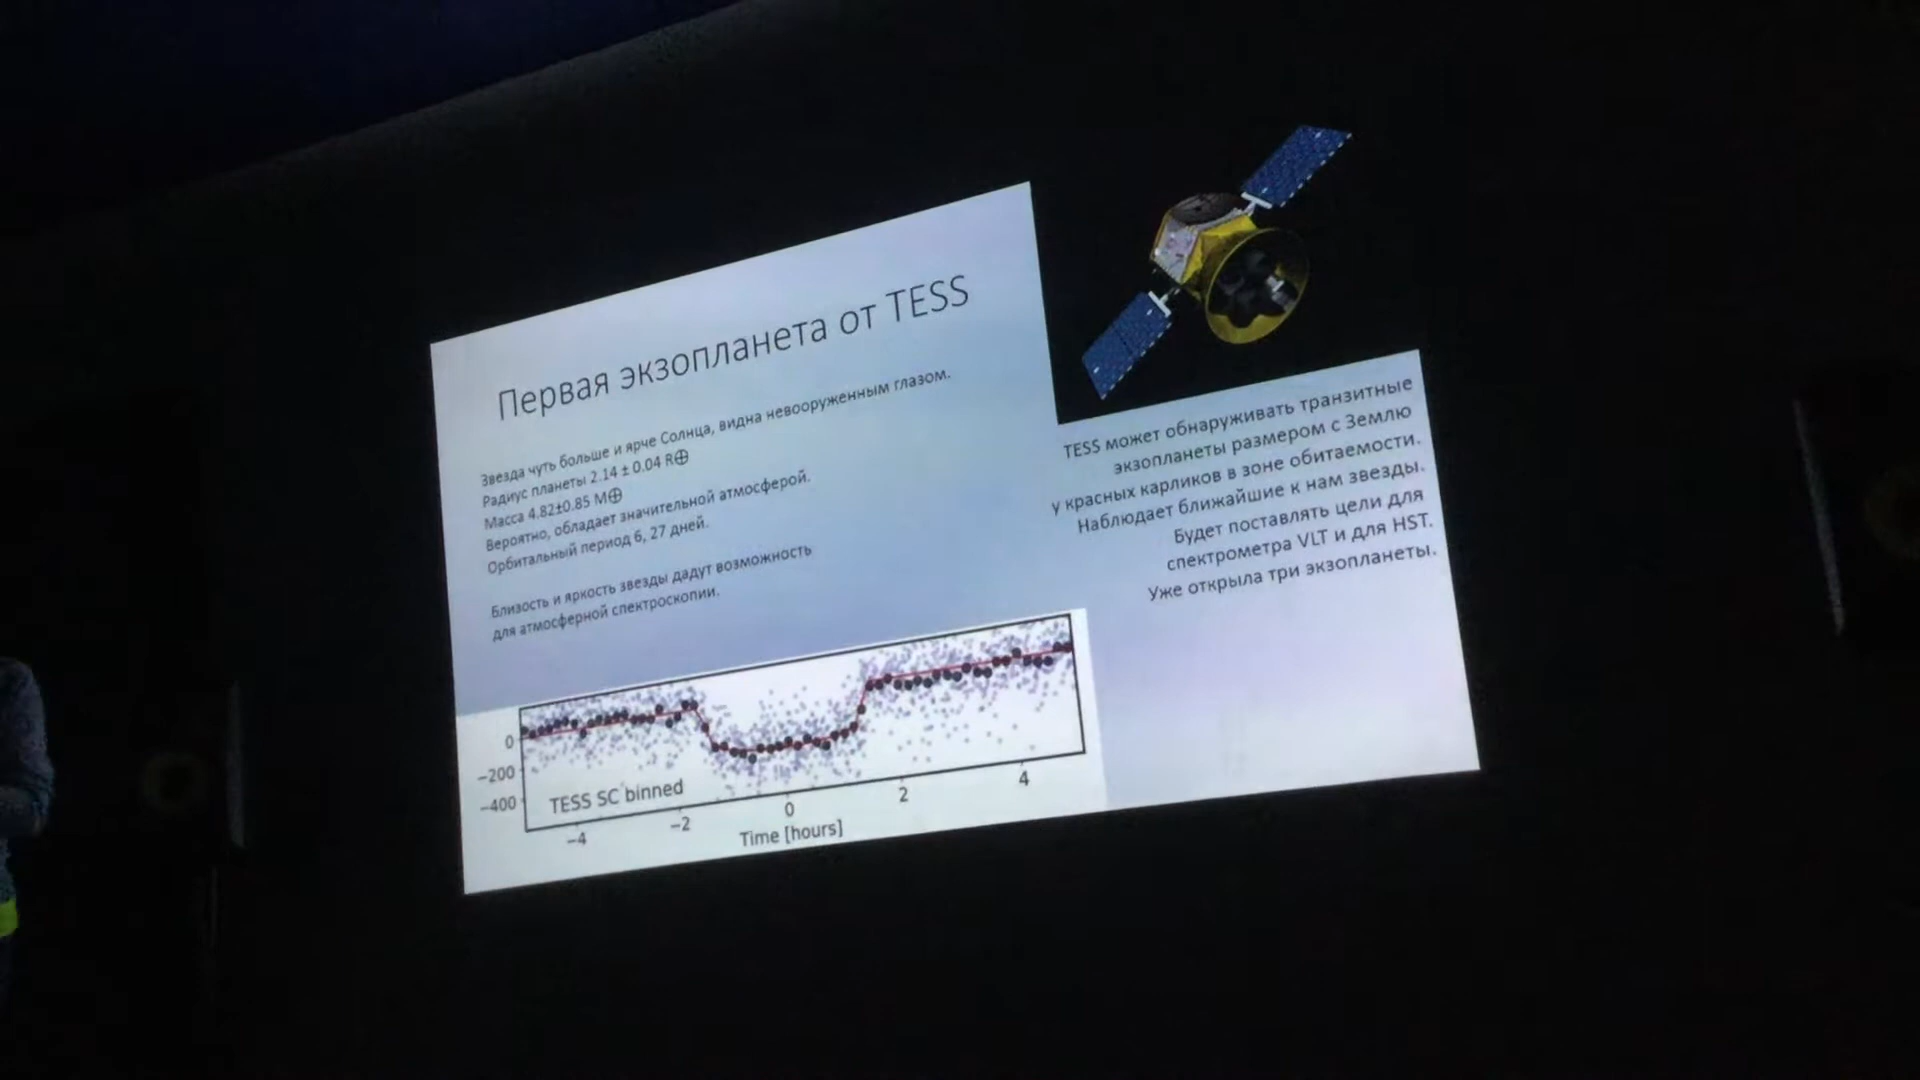 Первая экзопланета от TESS
Звезда чуть больше и ярче Солнца, видна невооруженным глазом.
Радиус планеты 2.14 ± 0.04 R⊕
Масса 4.82±0.85 M⊕
Вероятно, обладает значительной атмосферой.
Орбитальный период 6, 27 дней.
Близость и яркость звезды дадут возможность
для атмосферной спектроскопии.
TESS может обнаруживать транзитные
экзопланеты размером с Землю
у красных карликов в зоне обитаемости.
Наблюдает ближайшие к нам звезды.
Будет поставлять цели для
спектрометра VLT и для HST.
Уже открыла три экзопланеты.
0
−200
−400
TESS SC binned
−4
−2
0
2
4
Time [hours]